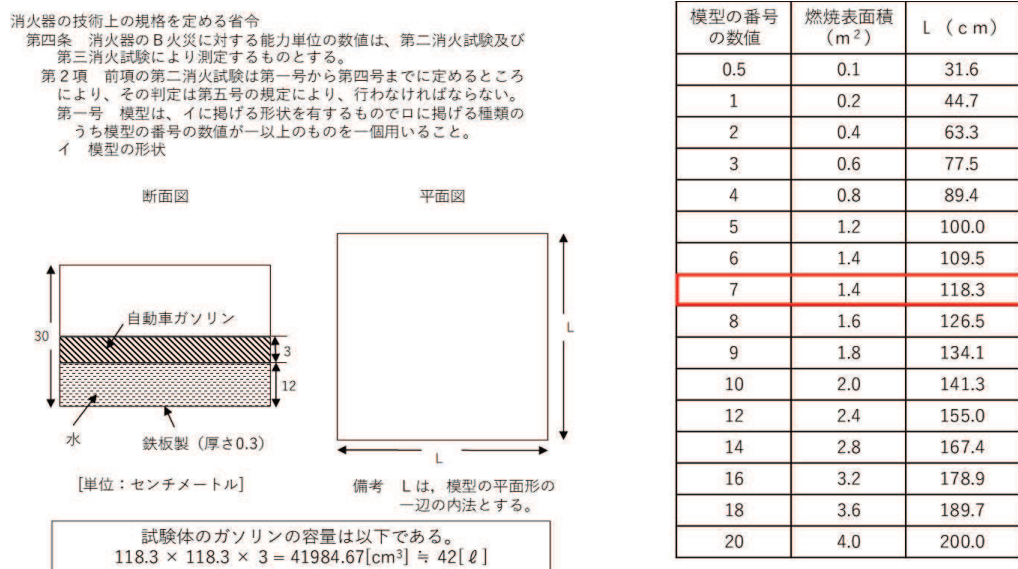 消火器の技術上の規格を定める省令
第四条 消火器のB火災に対する能力単位の数値は、第二消火試験及び
第三消火試験により測定するものとする。
第2項 前項の第二消火試験は第一号から第四号までに定めるところ
により、その判定は第五号の規定により、行わなければならない。
第一号 模型は、イに掲げる形状を有するものでロに掲げる種類の
うち模型の番号の数値が一以上のものを一個用いること。
イ 模型の形状
断面図
平面図
自動車ガソリン
30
3
12
水
鉄板製(厚さ0.3)
L
L
[単位:センチメートル]
備考 Lは,模型の平面形の
一辺の内法とする。
試験体のガソリンの容量は以下である。
118.3 × 118.3 × 3 = 41984.67[cm³] ≒ 42[ℓ]
模型の番号の数値 燃焼表面積(m²) L (cm)
0.5 0.1 31.6
1 0.2 44.7
2 0.4 63.3
3 0.6 77.5
4 0.8 89.4
5 1.2 100.0
6 1.4 109.5
7 1.4 118.3
8 1.6 126.5
9 1.8 134.1
10 2.0 141.3
12 2.4 155.0
14 2.8 167.4
16 3.2 178.9
18 3.6 189.7
20 4.0 200.0